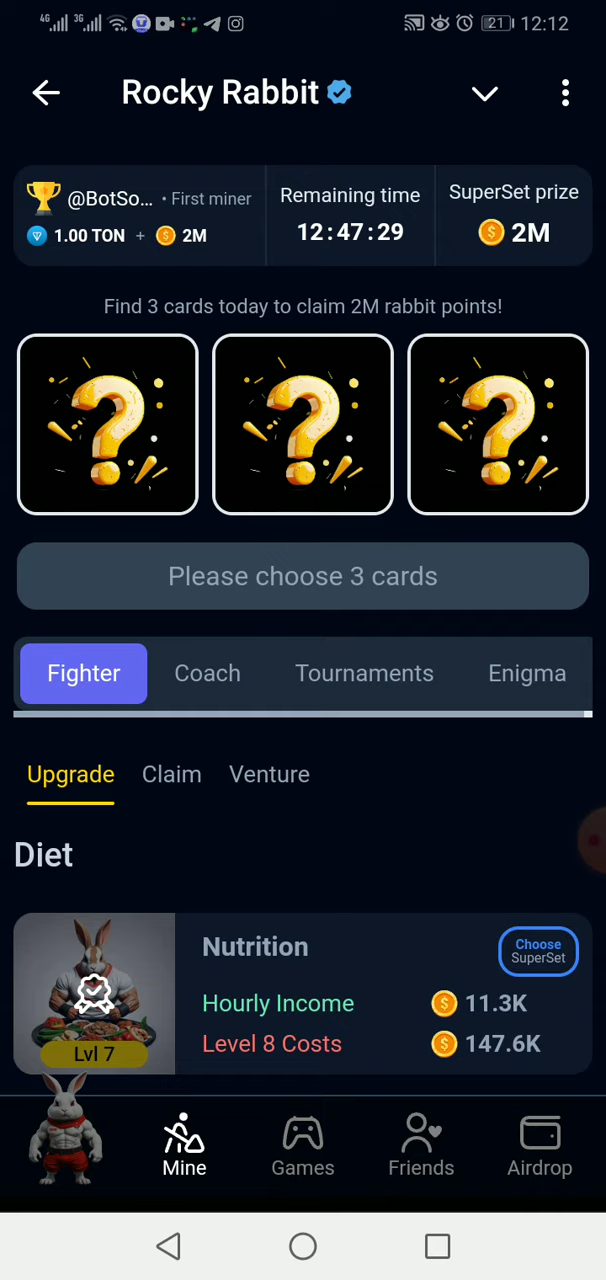 4G 3G 21 12:12
Rocky Rabbit
@BotSo... • First miner
1.00 TON + 2M
Remaining time
12:47:29
SuperSet prize
2M
Find 3 cards today to claim 2M rabbit points!
Please choose 3 cards
Fighter Coach Tournaments Enigma
Upgrade Claim Venture
Diet
Nutrition
Choose
SuperSet
Hourly Income 11.3K
Level 8 Costs 147.6K
Lvl 7
Mine Games Friends Airdrop